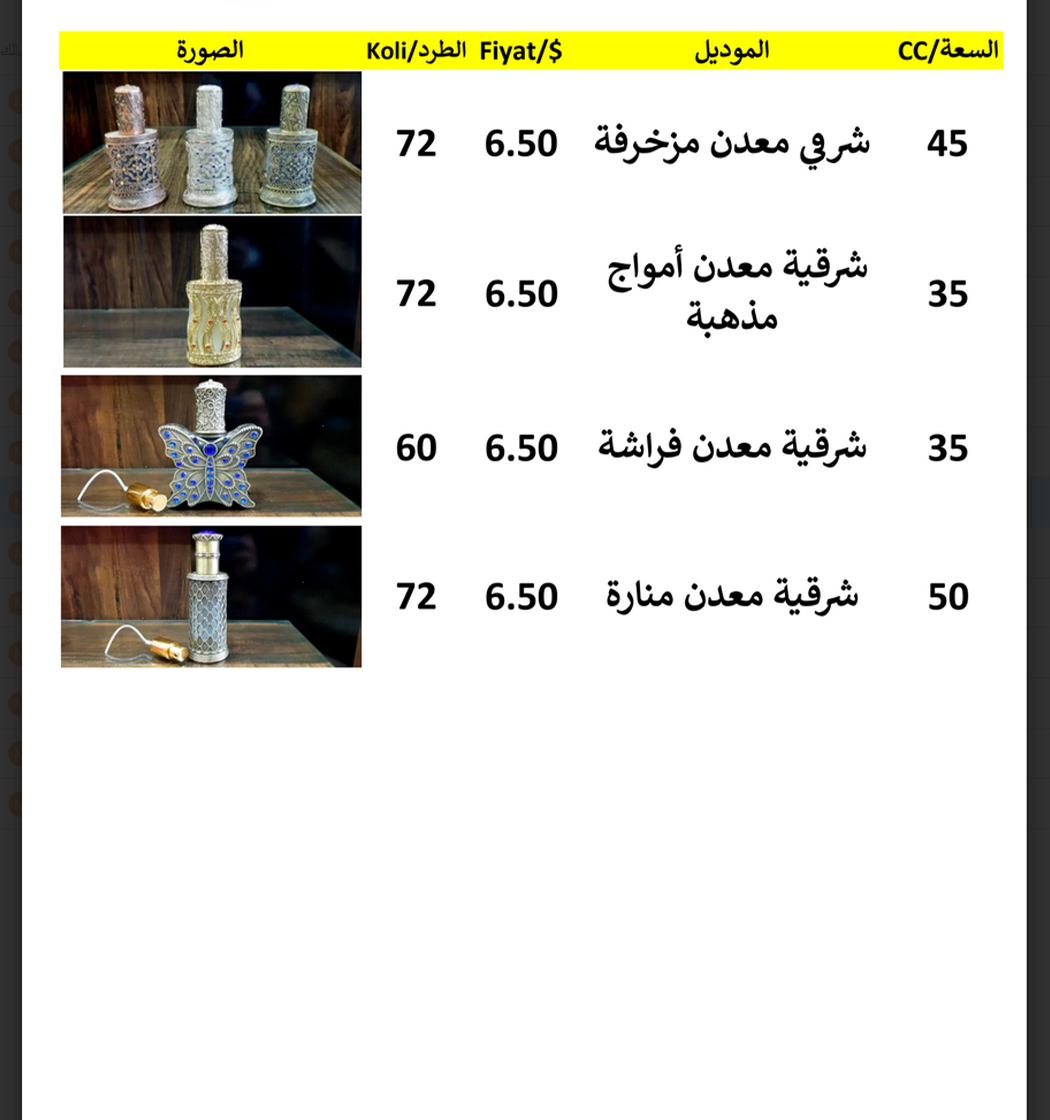 السعة/CC الموديل Fiyat/$ الطرد/Koli الصورة
45 شرفي معدن مزخرفة 6.50 72
35 شرقية معدن أمواج مذهبة 6.50 72
35 شرقية معدن فراشة 6.50 60
50 شرقية معدن منارة 6.50 72